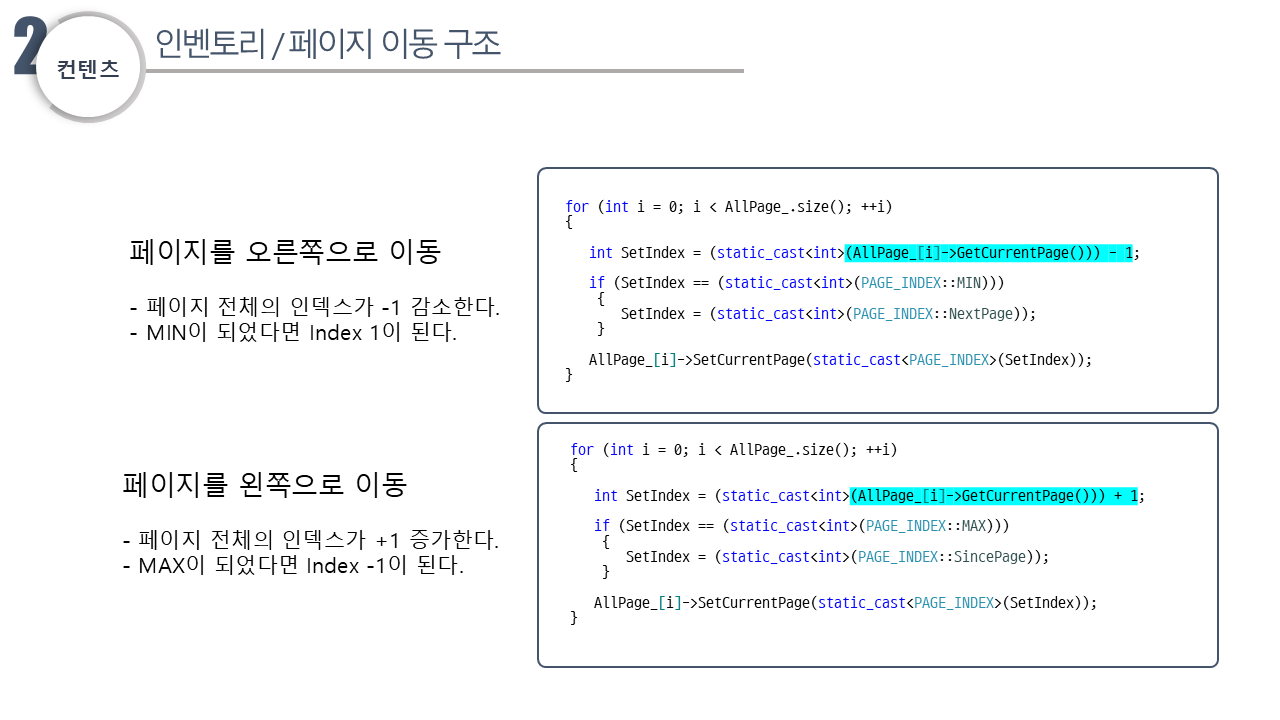 2
컨텐츠
인벤토리 / 페이지 이동 구조
페이지를 오른쪽으로 이동
- 페이지 전체의 인덱스가 -1 감소한다.
- MIN이 되었다면 Index 1이 된다.
for (int i = 0; i < AllPage_.size(); ++i)
{
int SetIndex = (static_cast<int>(AllPage_[i]->GetCurrentPage())) - 1;
if (SetIndex == (static_cast<int>(PAGE_INDEX::MIN)))
{
SetIndex = (static_cast<int>(PAGE_INDEX::NextPage));
}
AllPage_[i]->SetCurrentPage(static_cast<PAGE_INDEX>(SetIndex));
}
페이지를 왼쪽으로 이동
- 페이지 전체의 인덱스가 +1 증가한다.
- MAX이 되었다면 Index -1이 된다.
for (int i = 0; i < AllPage_.size(); ++i)
{
int SetIndex = (static_cast<int>(AllPage_[i]->GetCurrentPage())) + 1;
if (SetIndex == (static_cast<int>(PAGE_INDEX::MAX)))
{
SetIndex = (static_cast<int>(PAGE_INDEX::SincePage));
}
AllPage_[i]->SetCurrentPage(static_cast<PAGE_INDEX>(SetIndex));
}